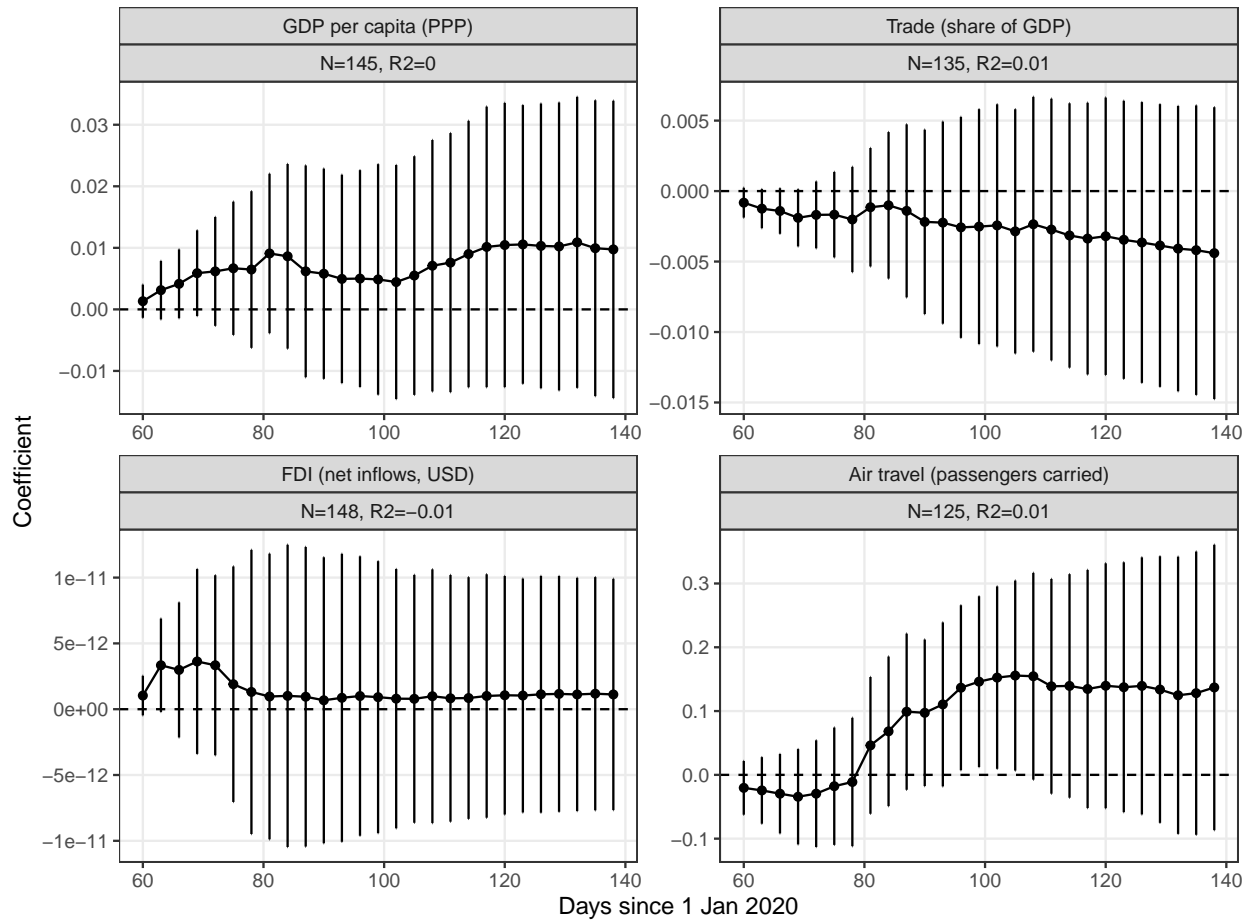 GDP per capita (PPP)
N=145, R2=0
0.03
0.02
0.01
0.00
−0.01
60 80 100 120 140
Trade (share of GDP)
N=135, R2=0.01
0.005
0.000
−0.005
−0.010
−0.015
60 80 100 120 140
Coefficient
FDI (net inflows, USD)
N=148, R2=−0.01
1e−11
5e−12
0e+00
−5e−12
−1e−11
60 80 100 120 140
Air travel (passengers carried)
N=125, R2=0.01
0.3
0.2
0.1
0.0
−0.1
60 80 100 120 140
Days since 1 Jan 2020